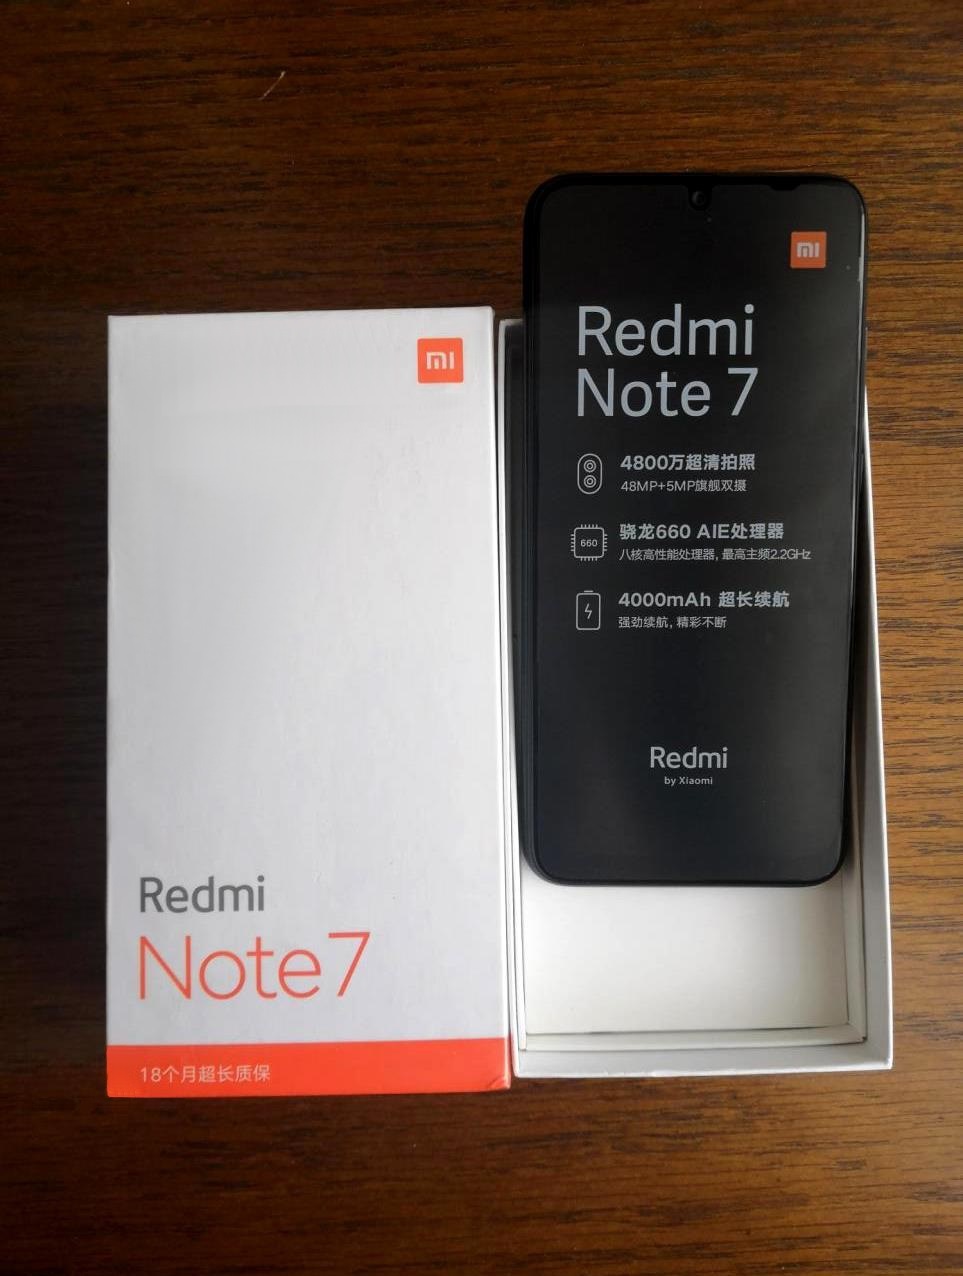 mi
Redmi
Note7
18个月超长质保
mi
Redmi
Note 7
4800万超清拍照
48MP+5MP旗舰双摄
660
骁龙660 AIE处理器
八核高性能处理器, 最高主频2.2GHz
4000mAh 超长续航
强劲续航, 精彩不断
Redmi
by Xiaomi